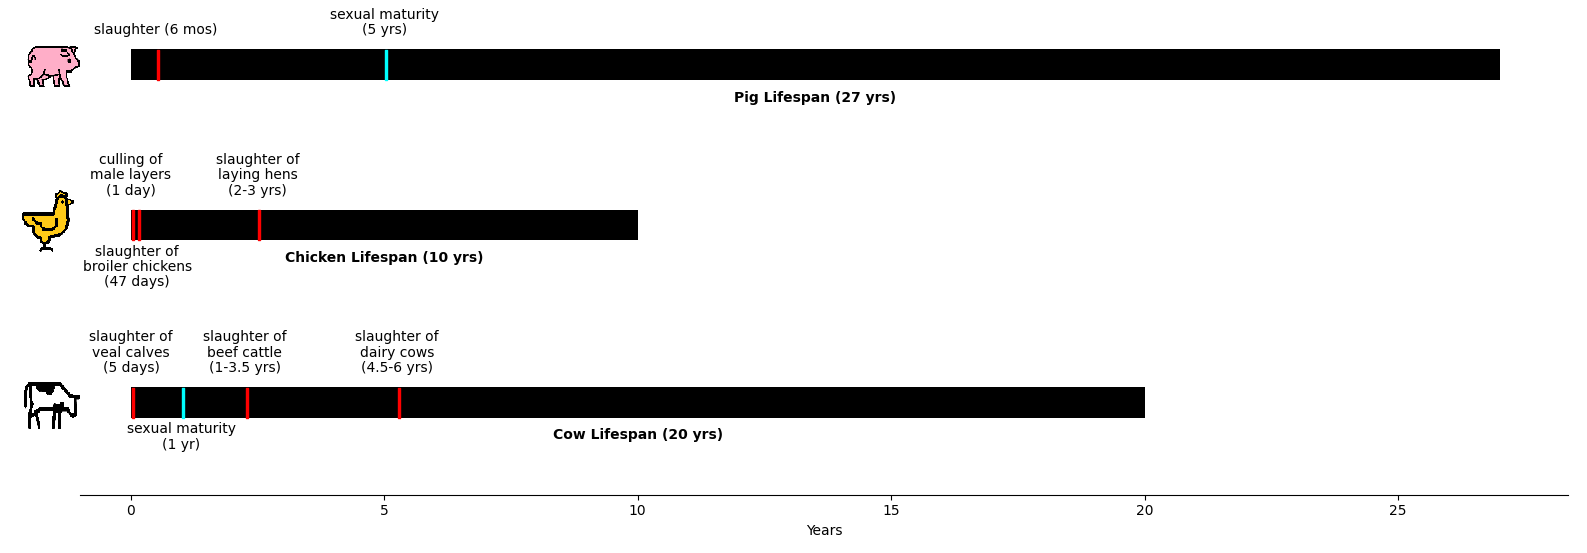 slaughter (6 mos)
sexual maturity
(5 yrs)
Pig Lifespan (27 yrs)
culling of
male layers
(1 day)
slaughter of
laying hens
(2-3 yrs)
slaughter of
broiler chickens
(47 days)
Chicken Lifespan (10 yrs)
slaughter of
veal calves
(5 days)
slaughter of
beef cattle
(1-3.5 yrs)
slaughter of
dairy cows
(4.5-6 yrs)
sexual maturity
(1 yr)
Cow Lifespan (20 yrs)
0 5 10 15 20 25
Years